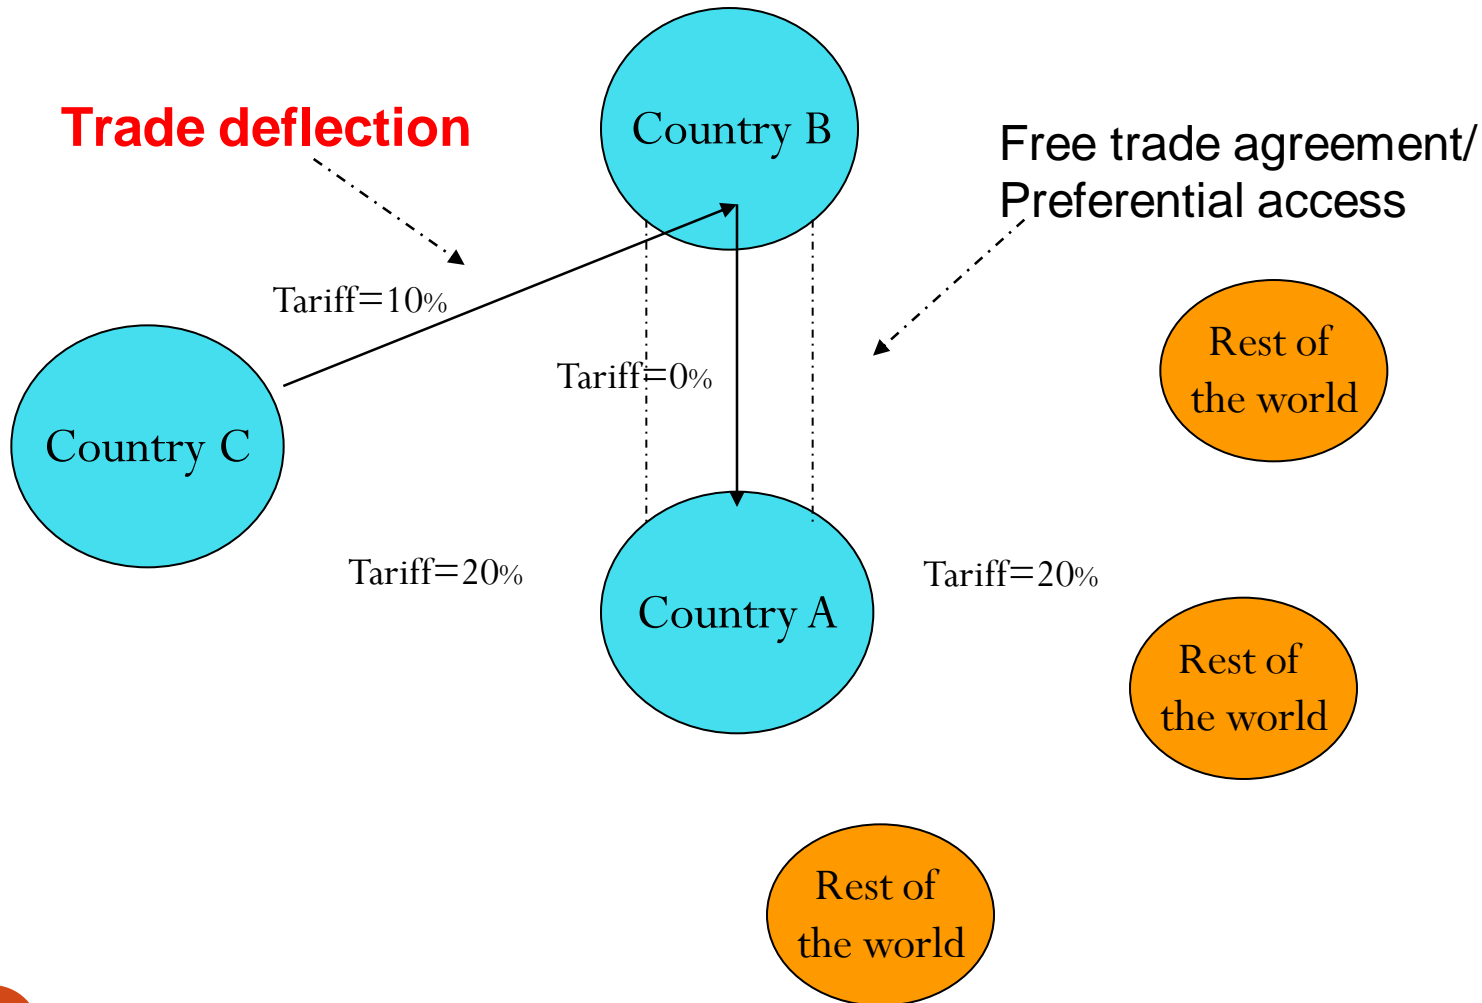 Trade deflection
Country B
Free trade agreement/
Preferential access
Tariff=10%
Tariff=0%
Rest of
the world
Country C
Tariff=20%
Country A
Tariff=20%
Rest of
the world
Rest of
the world